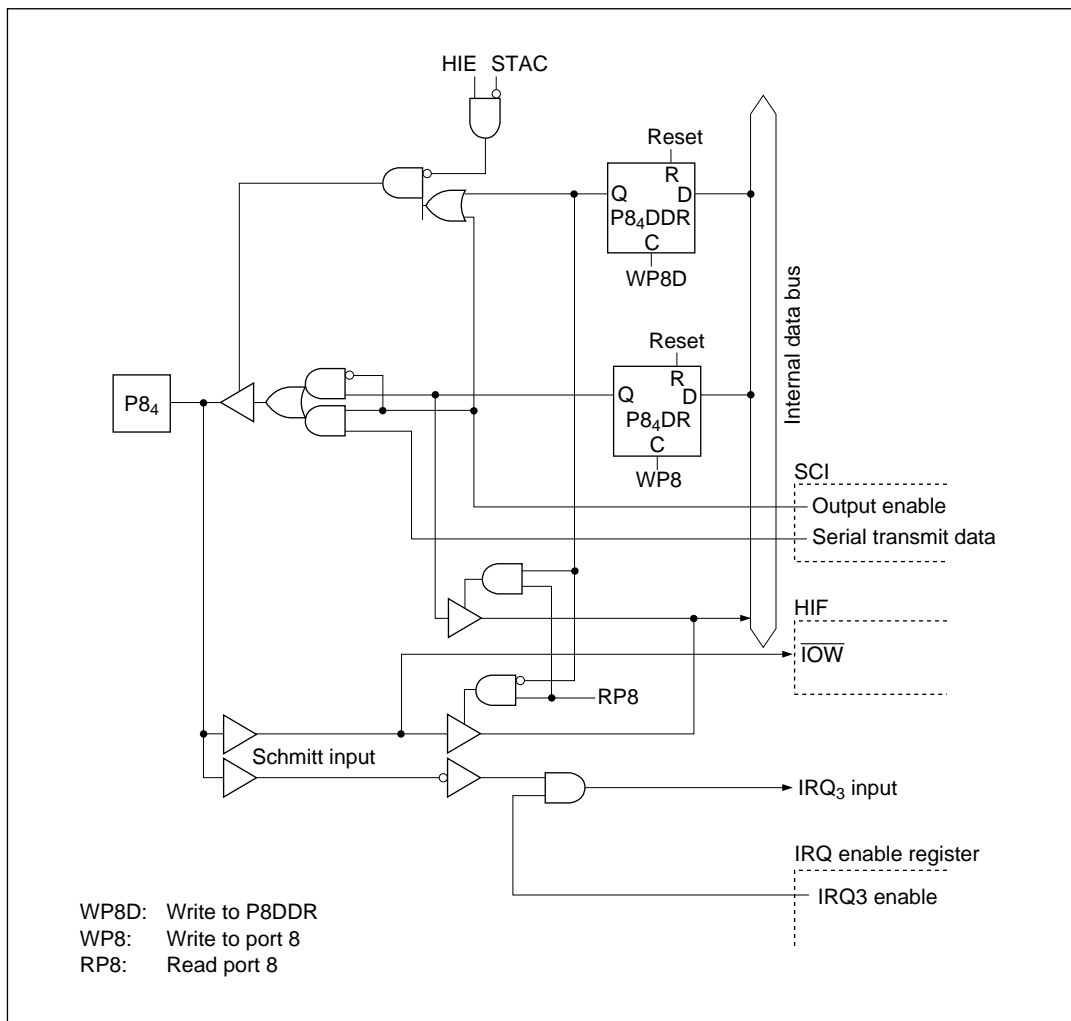 HIE STAC
Reset
R
Q D
P8₄DDR
C
WP8D
Internal data bus
Reset
R
Q D
P8₄DR
C
WP8
P8₄
SCI
Output enable
Serial transmit data
HIF
I̅O̅W̅
RP8
Schmitt input
IRQ₃ input
IRQ enable register
IRQ3 enable
WP8D: Write to P8DDR
WP8: Write to port 8
RP8: Read port 8